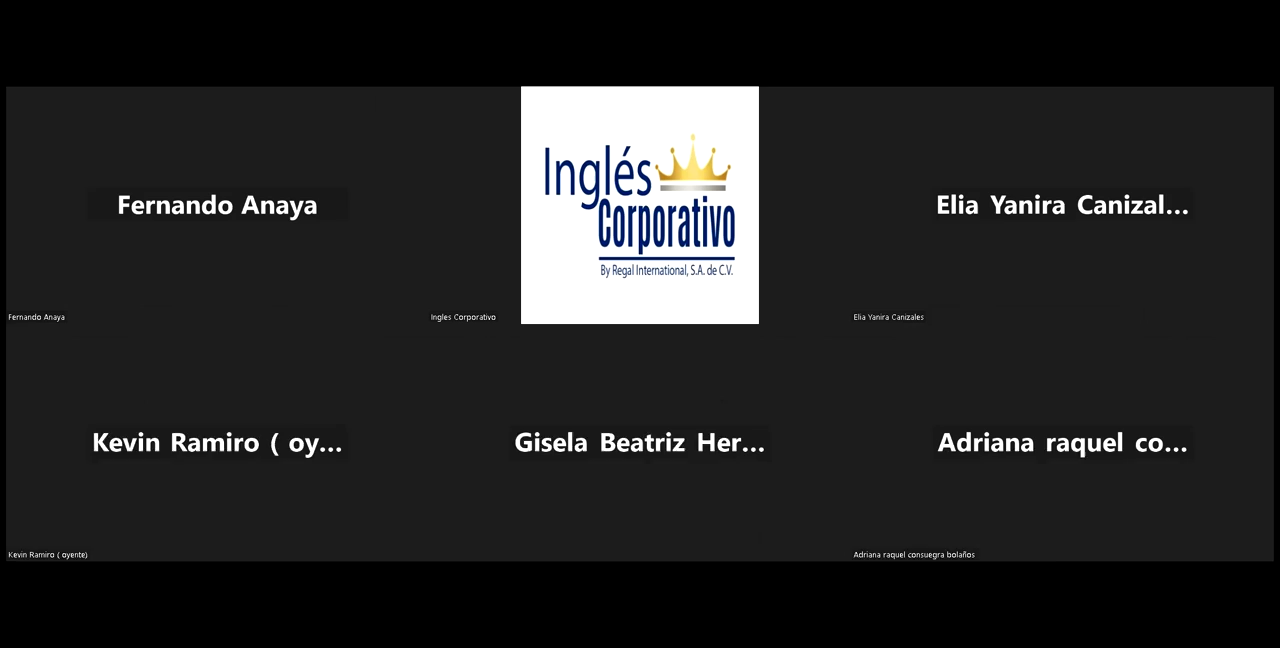 Fernando Anaya
Fernando Anaya
Inglés
Corporativo
By Regal International, S.A. de C.V.
Ingles Corporativo
Elia Yanira Canizal...
Elia Yanira Canizales
Kevin Ramiro ( oy...
Kevin Ramiro ( oyente)
Gisela Beatriz Her...
Adriana raquel co...
Adriana raquel consuegra bolaños